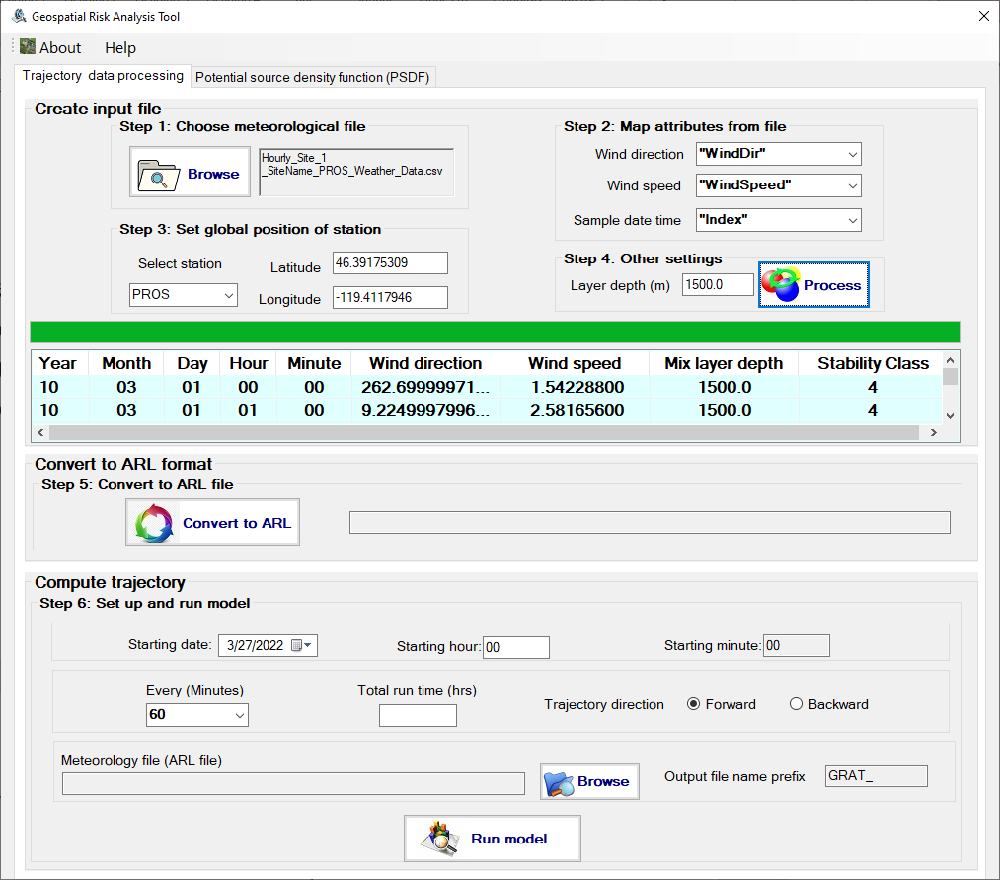 Geospatial Risk Analysis Tool
About Help
Trajectory data processing Potential source density function (PSDF)
Create input file
Step 1: Choose meteorological file
Browse
Hourly_Site_1
_SiteName_PROS_Weather_Data.csv
Step 2: Map attributes from file
Wind direction "WindDir"
Wind speed "WindSpeed"
Sample date time "Index"
Step 3: Set global position of station
Select station
PROS
Latitude 46.39175309
Longitude -119.4117946
Step 4: Other settings
Layer depth (m) 1500.0 Process
Year Month Day Hour Minute Wind direction Wind speed Mix layer depth Stability Class
10 03 01 00 00 262.69999971... 1.54228800 1500.0 4
10 03 01 01 00 9.2249997996... 2.58165600 1500.0 4
Convert to ARL format
Step 5: Convert to ARL file
Convert to ARL
Compute trajectory
Step 6: Set up and run model
Starting date: 3/27/2022 Starting hour: 00 Starting minute: 00
Every (Minutes) Total run time (hrs)
60
Trajectory direction Forward Backward
Meteorology file (ARL file)
Browse Output file name prefix GRAT_
Run model